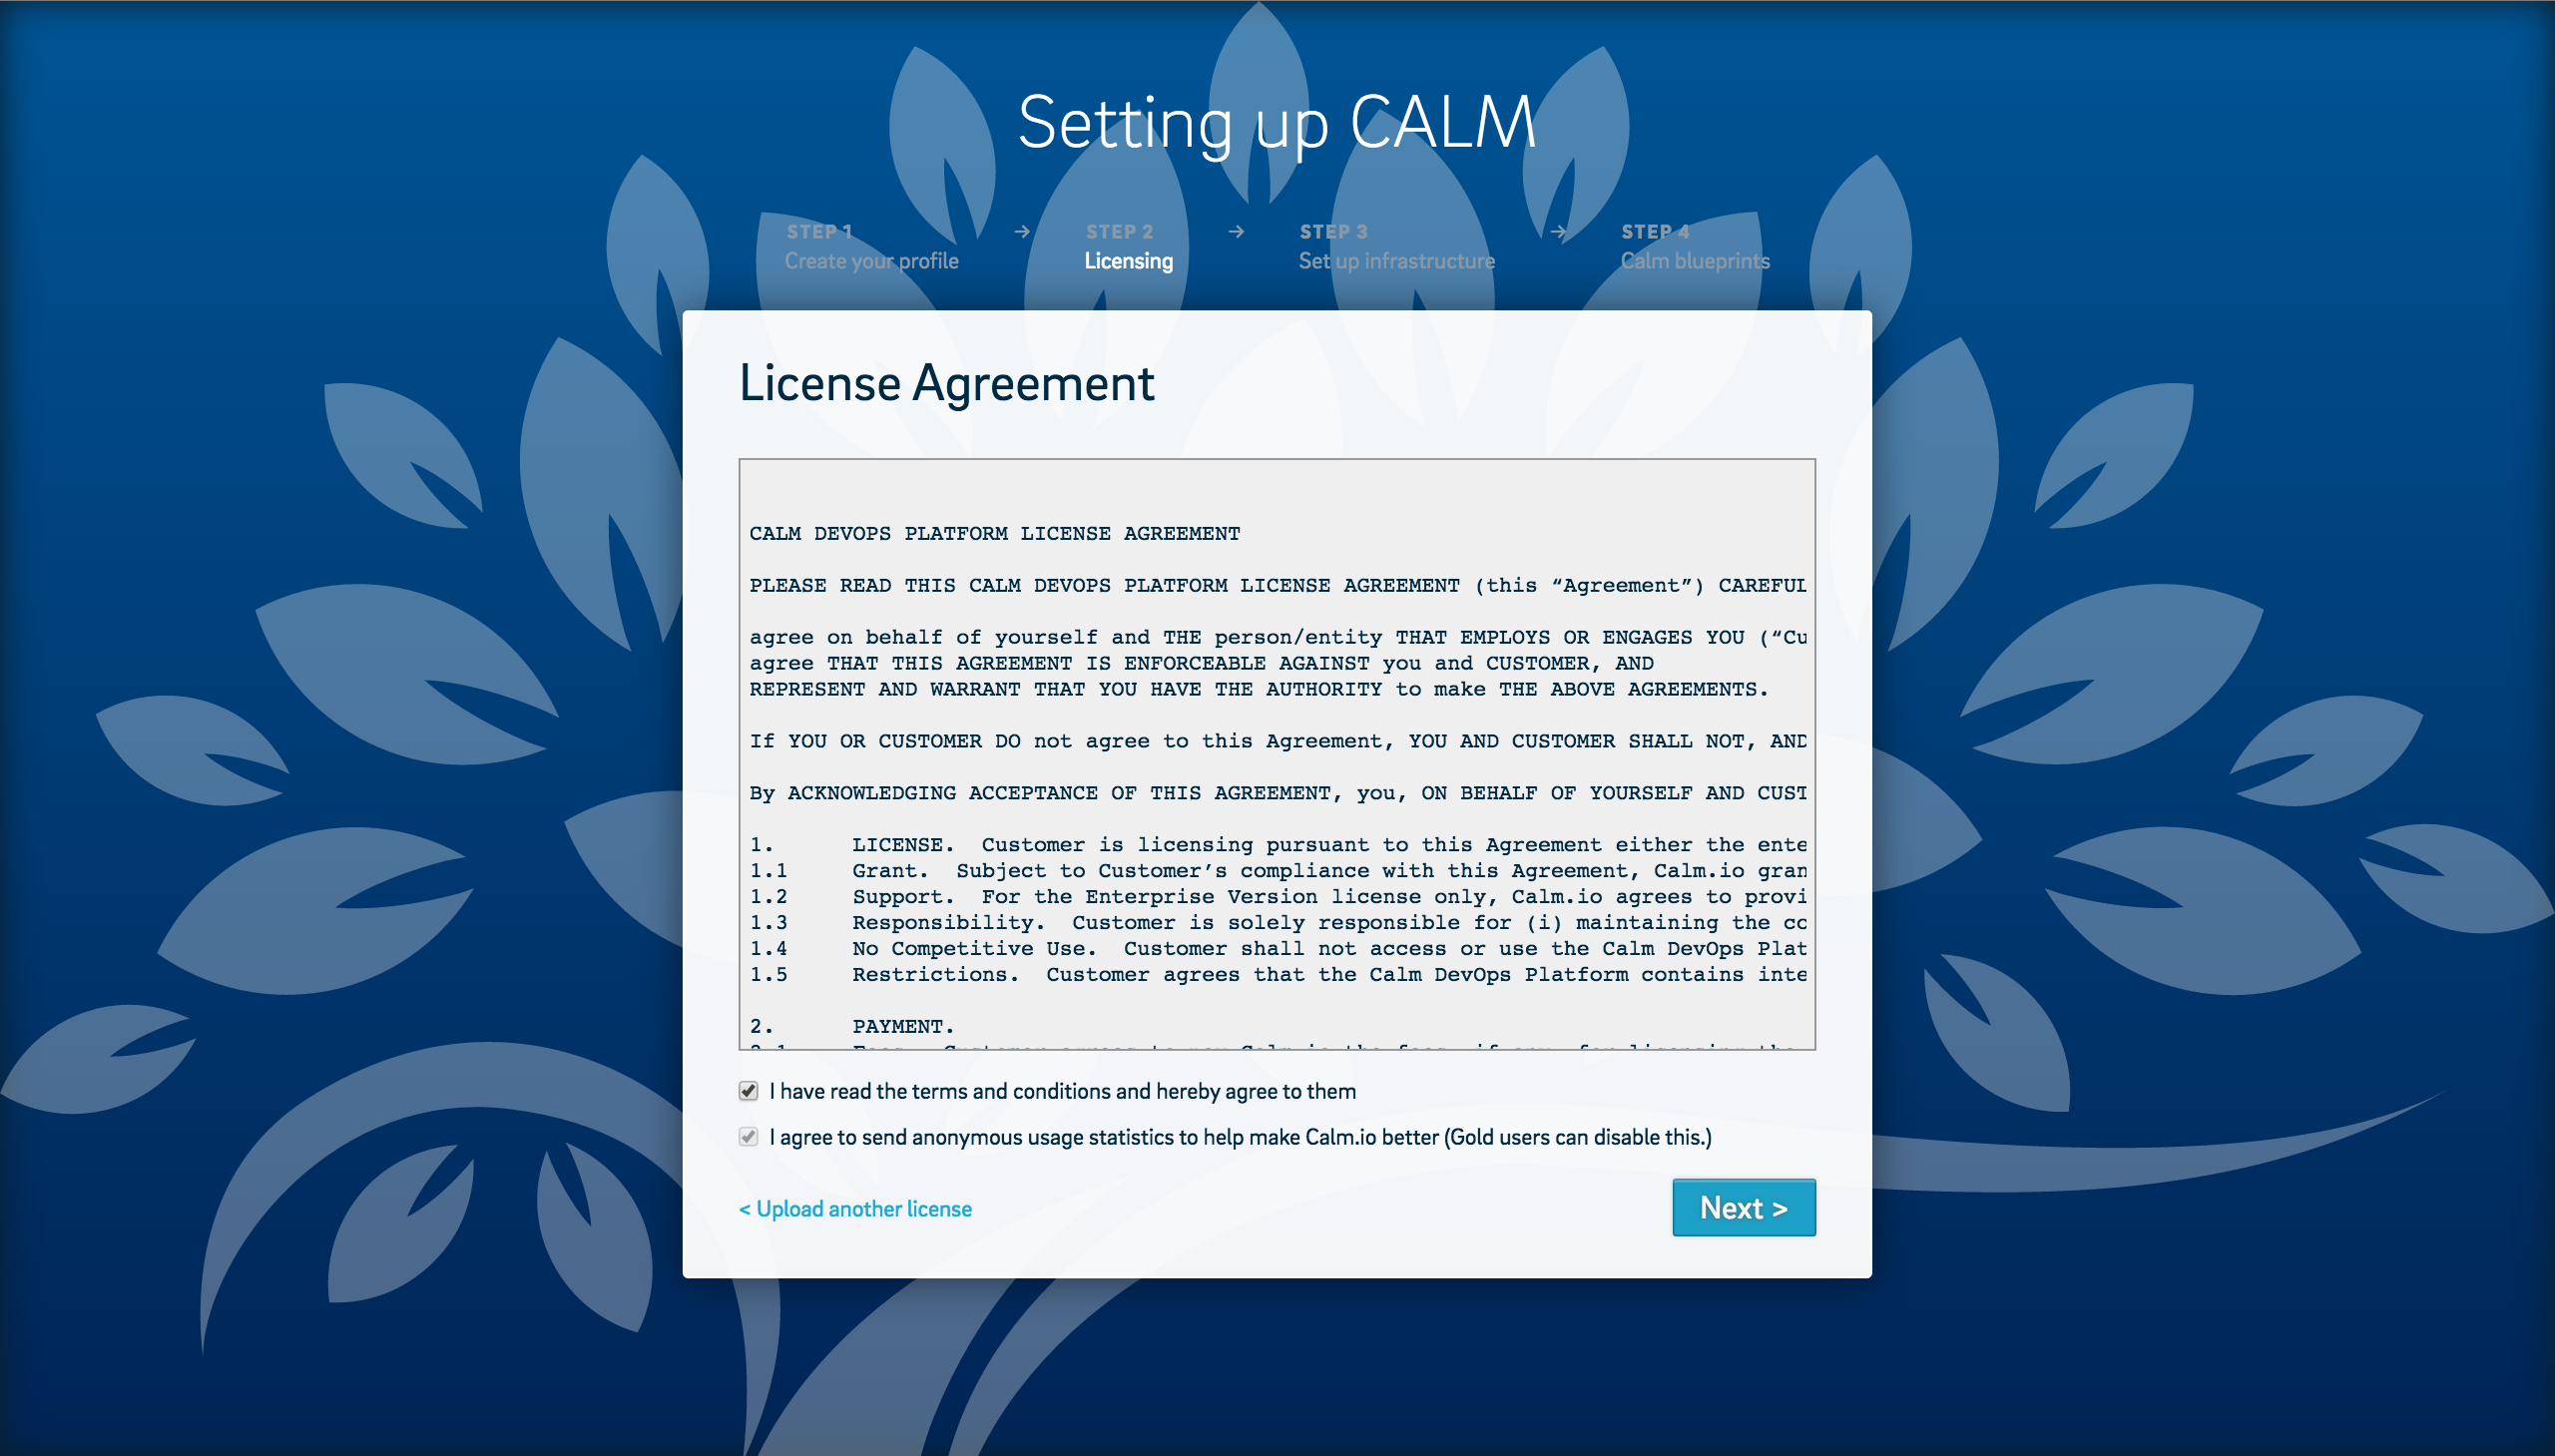 Setting up CALM
STEP 1 → STEP 2 → STEP 3 → STEP 4
Create your profile Licensing Set up infrastructure Calm blueprints
License Agreement
CALM DEVOPS PLATFORM LICENSE AGREEMENT
PLEASE READ THIS CALM DEVOPS PLATFORM LICENSE AGREEMENT (this “Agreement”) CAREFUL
agree on behalf of yourself and THE person/entity THAT EMPLOYS OR ENGAGES YOU (“Cu
agree THAT THIS AGREEMENT IS ENFORCEABLE AGAINST you and CUSTOMER, AND
REPRESENT AND WARRANT THAT YOU HAVE THE AUTHORITY to make THE ABOVE AGREEMENTS.
If YOU OR CUSTOMER DO not agree to this Agreement, YOU AND CUSTOMER SHALL NOT, AND
By ACKNOWLEDGING ACCEPTANCE OF THIS AGREEMENT, you, ON BEHALF OF YOURSELF AND CUST
1. LICENSE. Customer is licensing pursuant to this Agreement either the ente
1.1 Grant. Subject to Customer’s compliance with this Agreement, Calm.io gran
1.2 Support. For the Enterprise Version license only, Calm.io agrees to provi
1.3 Responsibility. Customer is solely responsible for (i) maintaining the co
1.4 No Competitive Use. Customer shall not access or use the Calm DevOps Plat
1.5 Restrictions. Customer agrees that the Calm DevOps Platform contains inte
2. PAYMENT.
I have read the terms and conditions and hereby agree to them
I agree to send anonymous usage statistics to help make Calm.io better (Gold users can disable this.)
< Upload another license
Next >